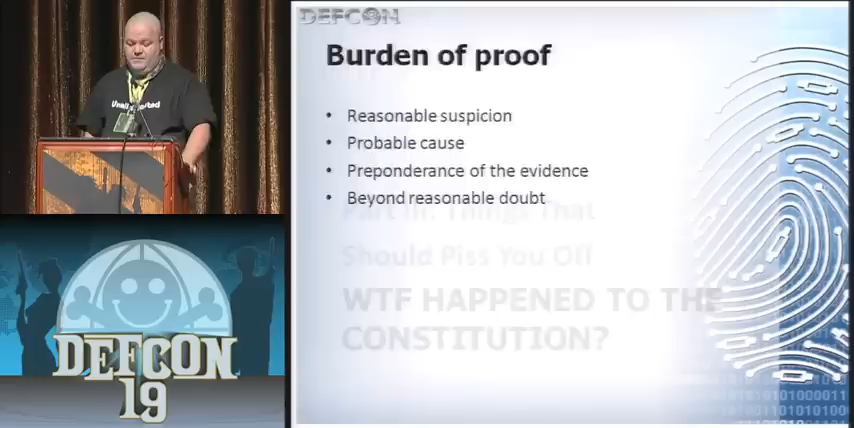 DEFCON
Burden of proof
• Reasonable suspicion
• Probable cause
• Preponderance of the evidence
• Beyond reasonable doubt
Part III: Things That
Should Piss You Off
WTF HAPPENED TO THE
CONSTITUTION?
DEFCON
19